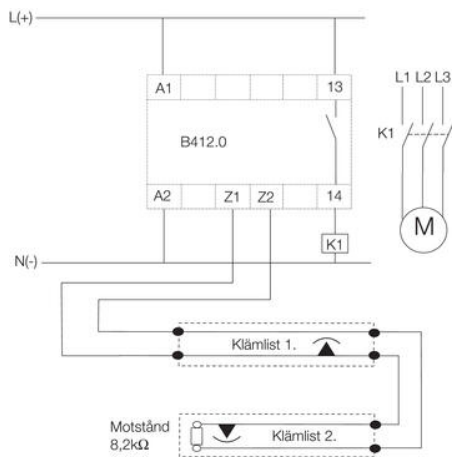 L(+)
A1
13
L1 L2 L3
B412.0
K1
A2
Z1
Z2
14
M
K1
N(-)
Klämlist 1.
Motstånd
8,2kΩ
Klämlist 2.